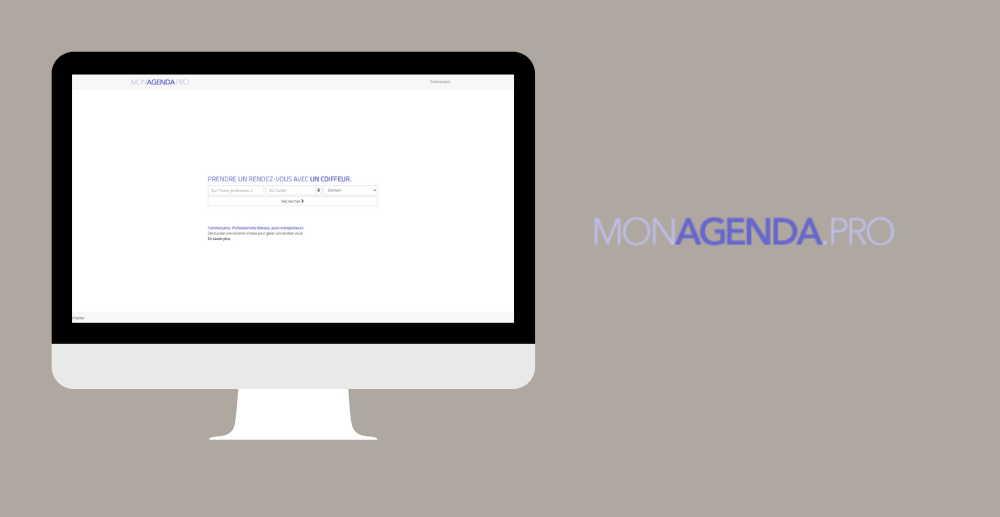 MONAGENDA.PRO
Connexion
PRENDRE UN RENDEZ-VOUS AVEC UN COIFFEUR.
Qui ? (nom, profession...)
Où ? (ville)
Demain
Rechercher
Commerçants, Professionnels libéraux, auto-entrepreneurs
Découvrez une solution simple pour gérer vos rendez-vous
En savoir plus
MONAGENDA.PRO